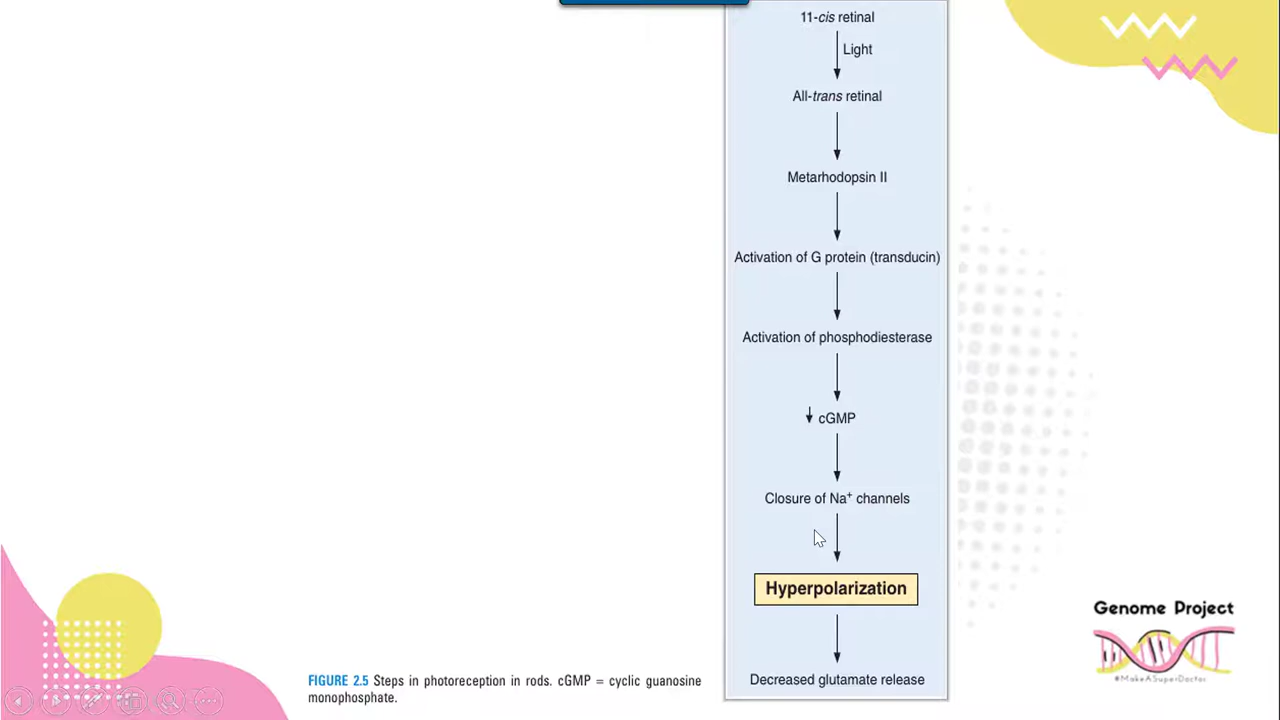 11-cis retinal
Light
All-trans retinal
Metarhodopsin II
Activation of G protein (transducin)
Activation of phosphodiesterase
↓ cGMP
Closure of Na⁺ channels
Hyperpolarization
Decreased glutamate release
FIGURE 2.5 Steps in photoreception in rods. cGMP = cyclic guanosine
monophosphate.
Genome Project
#MakeASuperDoctor